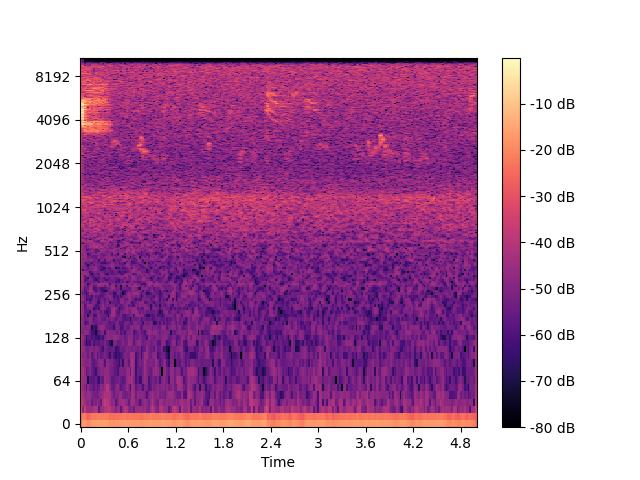 8192
4096
2048
1024
512
256
128
64
0
Hz
0 0.6 1.2 1.8 2.4 3 3.6 4.2 4.8
Time
-10 dB
-20 dB
-30 dB
-40 dB
-50 dB
-60 dB
-70 dB
-80 dB